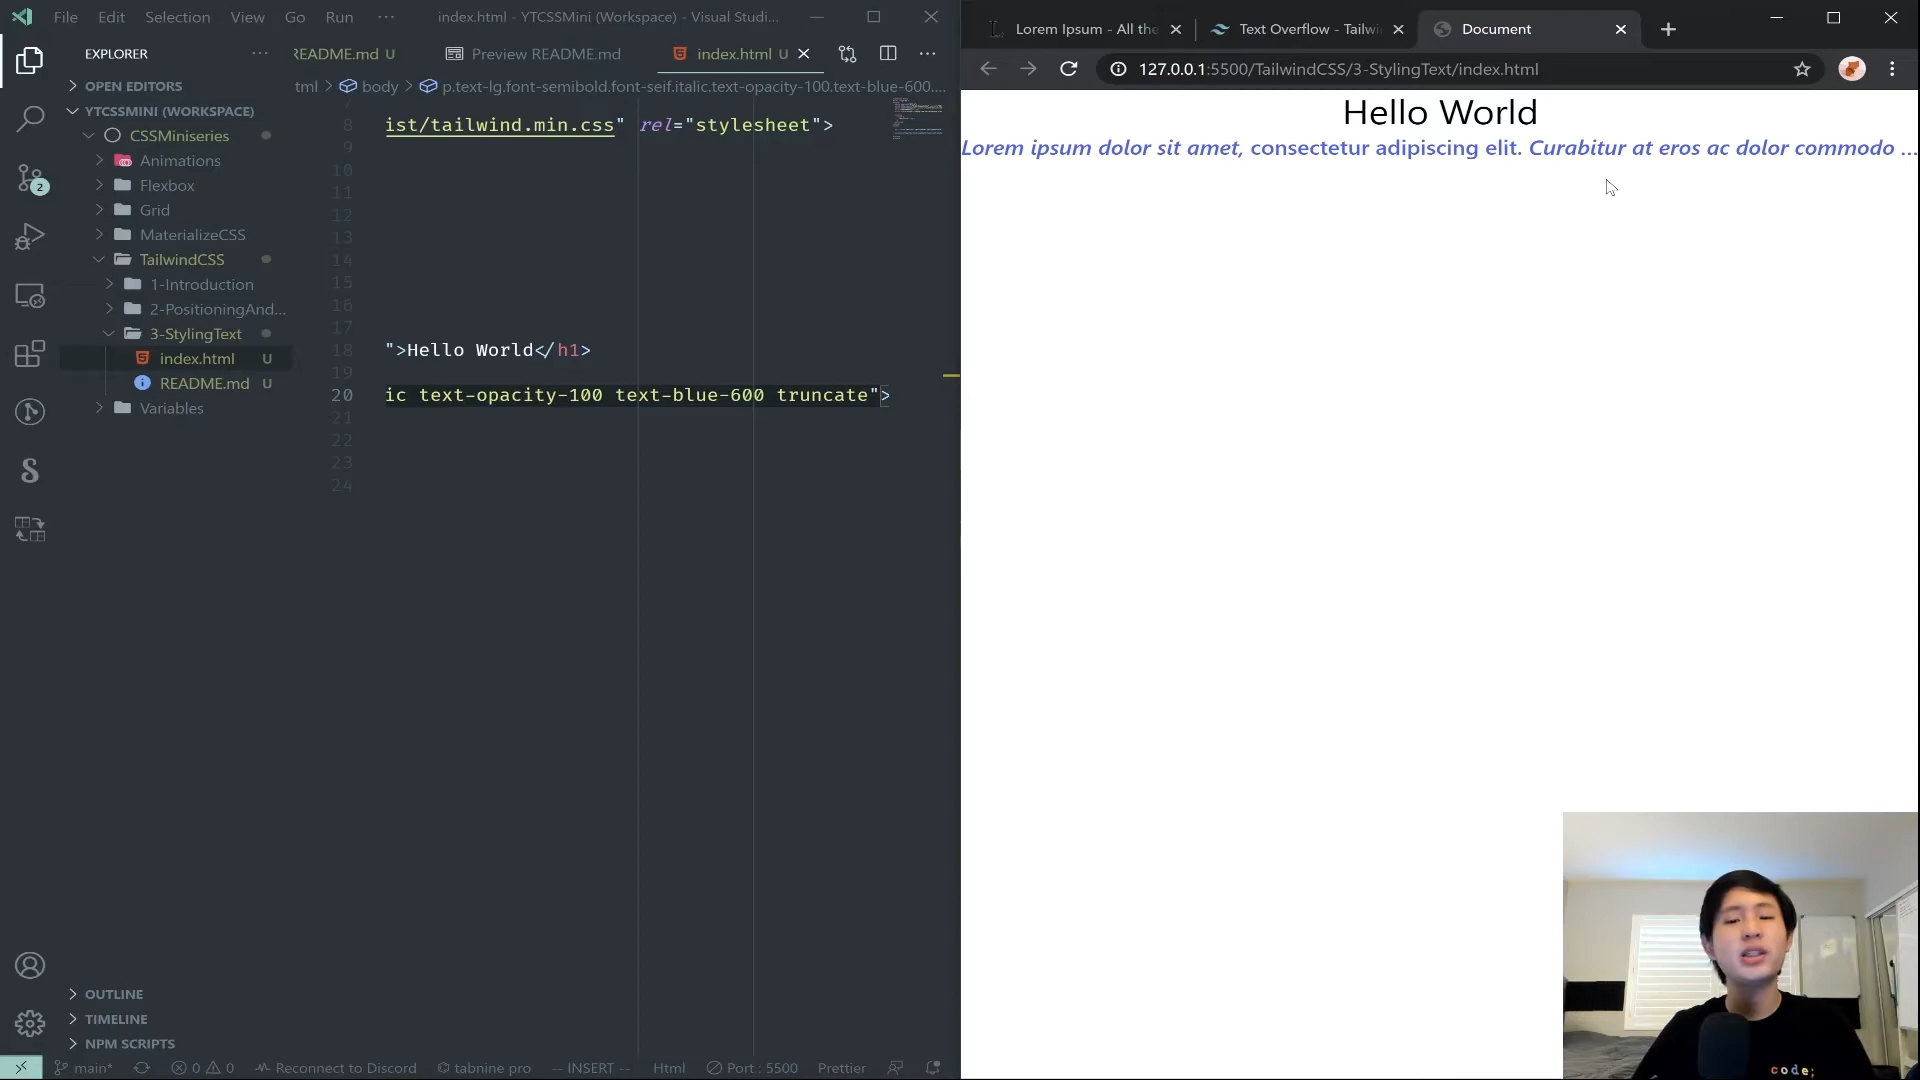 File Edit Selection View Go Run ··· index.html - YTCSSMini (Workspace) - Visual Studi...
EXPLORER ···
README.md U Preview README.md index.html U ···
OPEN EDITORS
YTCSSMINI (WORKSPACE)
CSSMiniseries
Animations
Flexbox
Grid
MaterializeCSS
TailwindCSS
1-Introduction
2-PositioningAnd...
3-StylingText
index.html U
README.md U
Variables
2
OUTLINE
TIMELINE
NPM SCRIPTS
tml > body > p.text-lg.font-semibold.font-seif.italic.text-opacity-100.text-blue-600....
8 ist/tailwind.min.css" rel="stylesheet">
9
10
11
12
13
14
15
16
17
18 ">Hello World</h1>
19
20 ic text-opacity-100 text-blue-600 truncate">
21
22
23
24
main* 0 0 Reconnect to Discord tabnine pro -- INSERT -- Html Port : 5500 Prettier
Lorem Ipsum - All the Text Overflow - Tailwi Document
127.0.0.1:5500/TailwindCSS/3-StylingText/index.html
Hello World
Lorem ipsum dolor sit amet, consectetur adipiscing elit. Curabitur at eros ac dolor commodo ...
code;